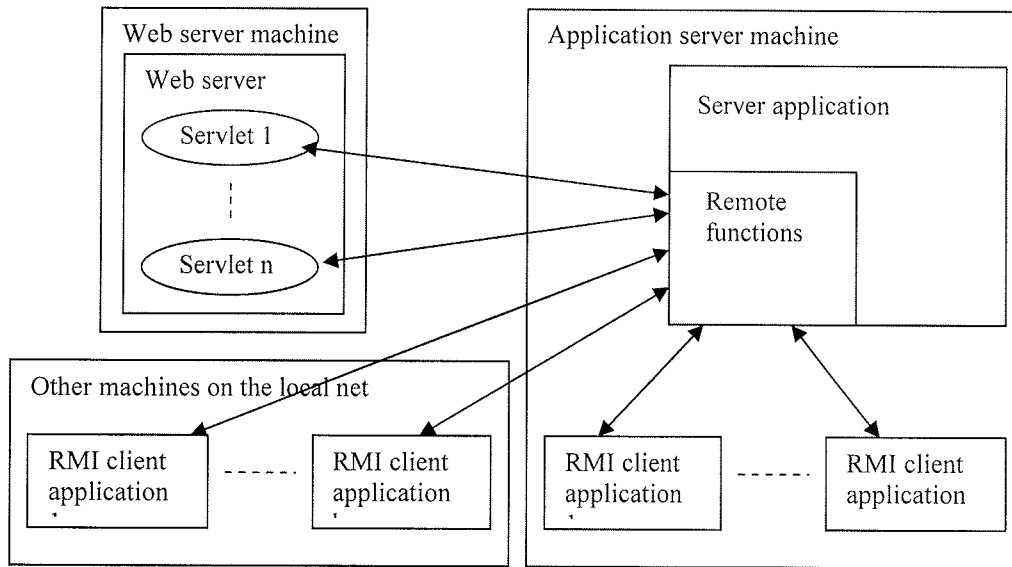 Web server machine
Web server
Servlet 1
Servlet n
Application server machine
Server application
Remote
functions
Other machines on the local net
RMI client
application
RMI client
application
RMI client
application
RMI client
application